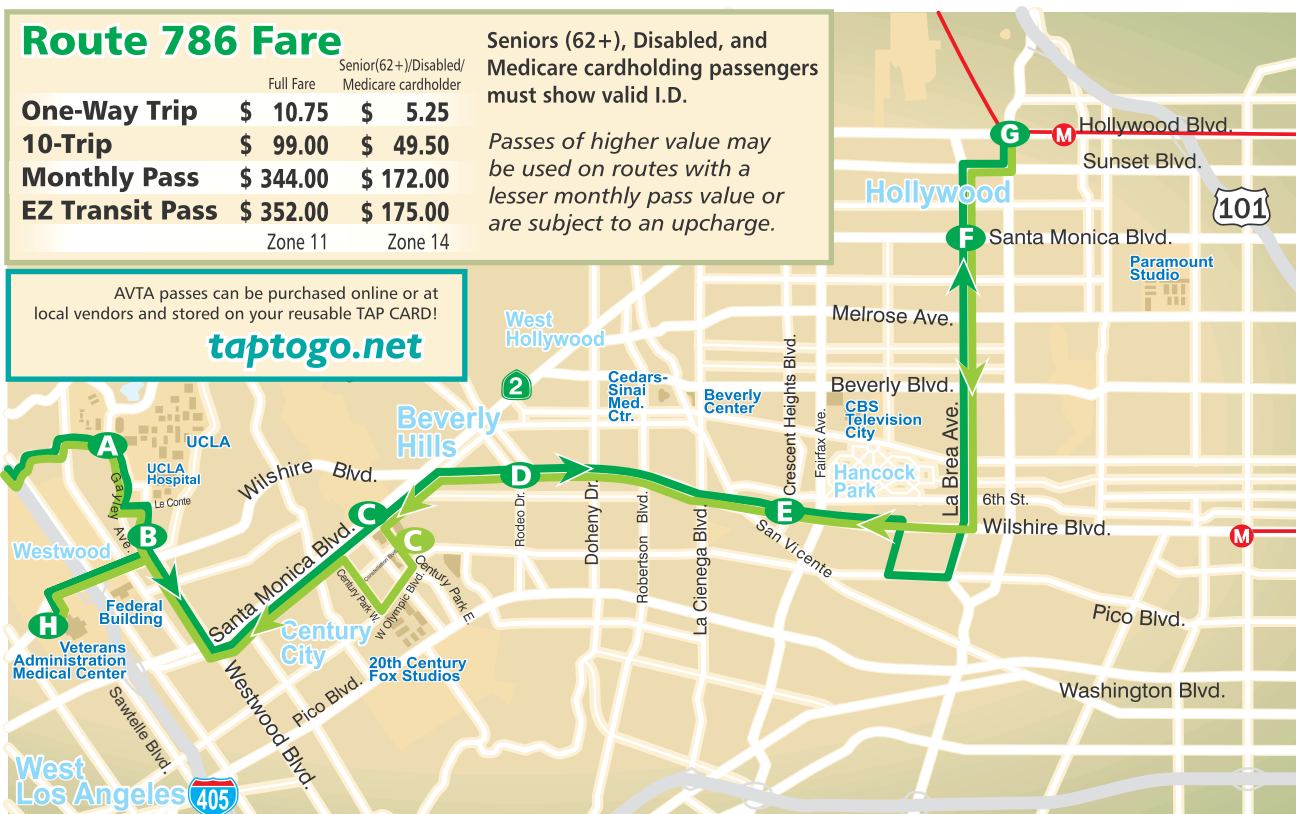 Route 786 Fare
Full Fare
Senior(62+)/Disabled/
Medicare cardholder
One-Way Trip $ 10.75 $ 5.25
10-Trip $ 99.00 $ 49.50
Monthly Pass $ 344.00 $ 172.00
EZ Transit Pass $ 352.00 $ 175.00
Zone 11 Zone 14
Seniors (62+), Disabled, and
Medicare cardholding passengers
must show valid I.D.
Passes of higher value may
be used on routes with a
lesser monthly pass value or
are subject to an upcharge.
AVTA passes can be purchased online or at
local vendors and stored on your reusable TAP CARD!
taptogo.net
G
M
Hollywood Blvd.
Sunset Blvd.
Hollywood
101
F
Santa Monica Blvd.
Paramount
Studio
West
Hollywood
Melrose Ave.
2
Cedars-
Sinai
Med.
Ctr.
Beverly
Center
Crescent Heights Blvd.
Fairfax Ave.
Beverly Blvd.
CBS
Television
City
La Brea Ave.
Beverly
Hills
Hancock
Park
A
UCLA
UCLA
Hospital
Le Conte
Gayley Ave.
Wilshire Blvd.
D
Rodeo Dr.
Doheny Dr.
Robertson Blvd.
La Cienega Blvd.
E
San Vicente
6th St.
Wilshire Blvd.
M
C
C
B
Westwood
Santa Monica Blvd.
Constellation Blvd.
Century Park W.
W Olympic Blvd.
Century Park E.
H
Federal
Building
Veterans
Administration
Medical Center
Century
City
20th Century
Fox Studios
Pico Blvd.
Pico Blvd.
Washington Blvd.
Westwood Blvd.
Sawtelle Blvd.
West
Los Angeles
405